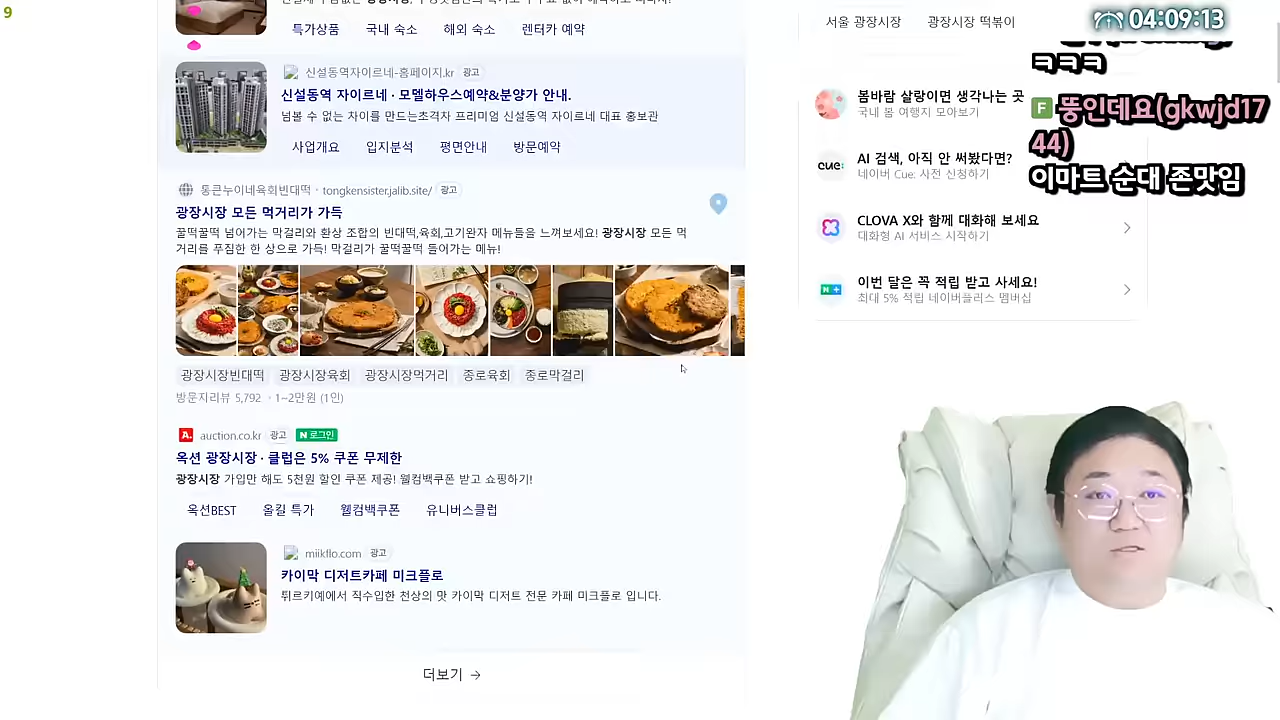 9
특가상품 국내 숙소 해외 숙소 렌터카 예약
신설동역자이르네-홈페이지.kr 광고
신설동역 자이르네 · 모델하우스예약&분양가 안내.
넘볼 수 없는 차이를 만드는초격차 프리미엄 신설동역 자이르네 대표 홍보관
사업개요 입지분석 평면안내 방문예약
통큰누이네육회빈대떡 · tongkensister.jalib.site/ 광고
광장시장 모든 먹거리가 가득
꿀떡꿀떡 넘어가는 막걸리와 환상 조합의 빈대떡,육회,고기완자 메뉴들을 느껴보세요! 광장시장 모든 먹
거리를 푸짐한 한 상으로 가득! 막걸리가 꿀떡꿀떡 들어가는 메뉴!
광장시장빈대떡 광장시장육회 광장시장먹거리 종로육회 종로막걸리
방문자리뷰 5,792 · 1~2만원 (1인)
A. auction.co.kr 광고 N 로그인
옥션 광장시장 · 클럽은 5% 쿠폰 무제한
광장시장 가입만 해도 5천원 할인 쿠폰 제공! 웰컴백쿠폰 받고 쇼핑하기!
옥션BEST 올킬 특가 웰컴백쿠폰 유니버스클럽
miikflo.com 광고
카이막 디저트카페 미크플로
튀르키예에서 직수입한 천상의 맛 카이막 디저트 전문 카페 미크플로 입니다.
더보기 →
서울 광장시장 광장시장 떡볶이
봄바람 살랑이면 생각나는 곳
국내 봄 여행지 모아보기
cue:
AI 검색, 아직 안 써봤다면?
네이버 Cue: 사전 신청하기
CLOVA X와 함께 대화해 보세요
대화형 AI 서비스 시작하기
N+
이번 달은 꼭 적립 받고 사세요!
최대 5% 적립 네이버플러스 멤버십
04:09:13
ㅋㅋㅋ
F 뚱인데요(gkwjd17
44)
이마트 순대 존맛임